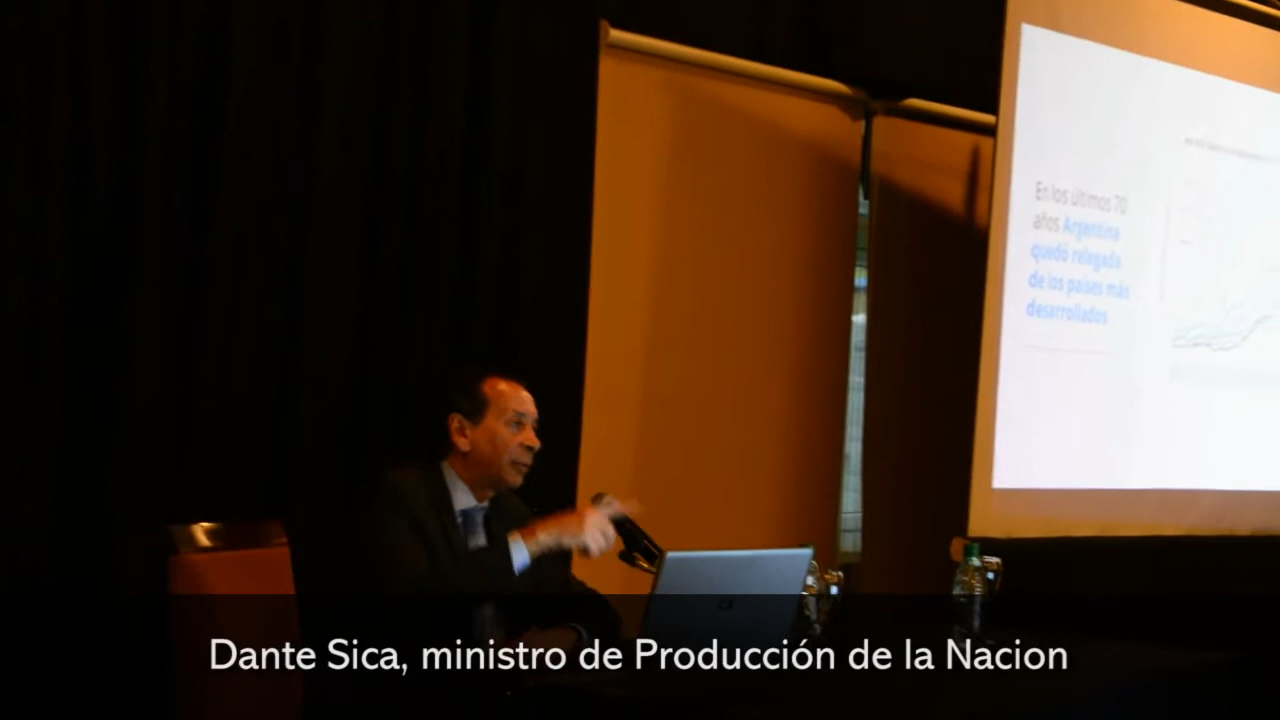 En los últimos 70
años Argentina
quedó relegada
de los países más
desarrollados
Dante Sica, ministro de Producción de la Nacion